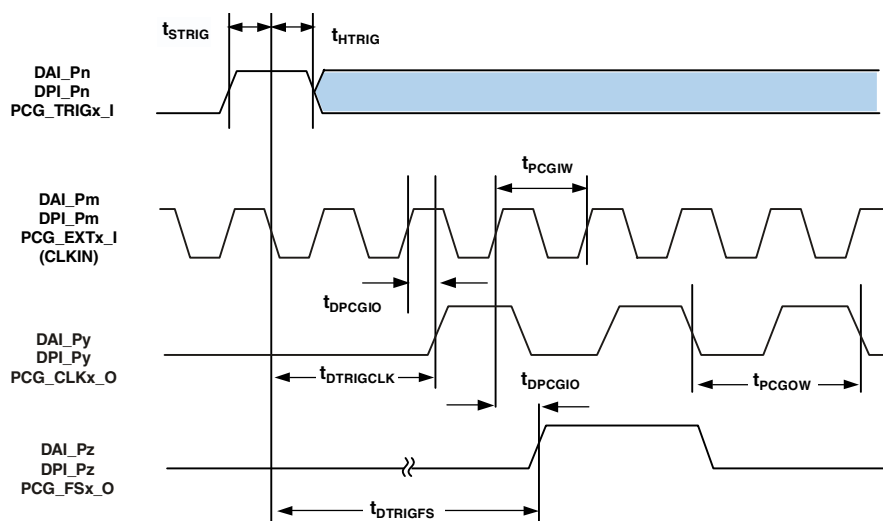 tSTRIG
tHTRIG
DAI_Pn
DPI_Pn
PCG_TRIGx_I
tPCGIW
DAI_Pm
DPI_Pm
PCG_EXTx_I
(CLKIN)
tDPCGIO
DAI_Py
DPI_Py
PCG_CLKx_O
tDTRIGCLK
tDPCGIO
tPCGOW
DAI_Pz
DPI_Pz
PCG_FSx_O
tDTRIGFS